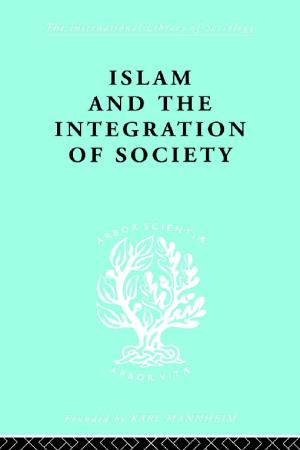 The International Library of Sociology
ISLAM
AND THE
INTEGRATION
OF SOCIETY
ARBOR SCIENTIÆ
ARBOR VITÆ
Founded by KARL MANNHEIM